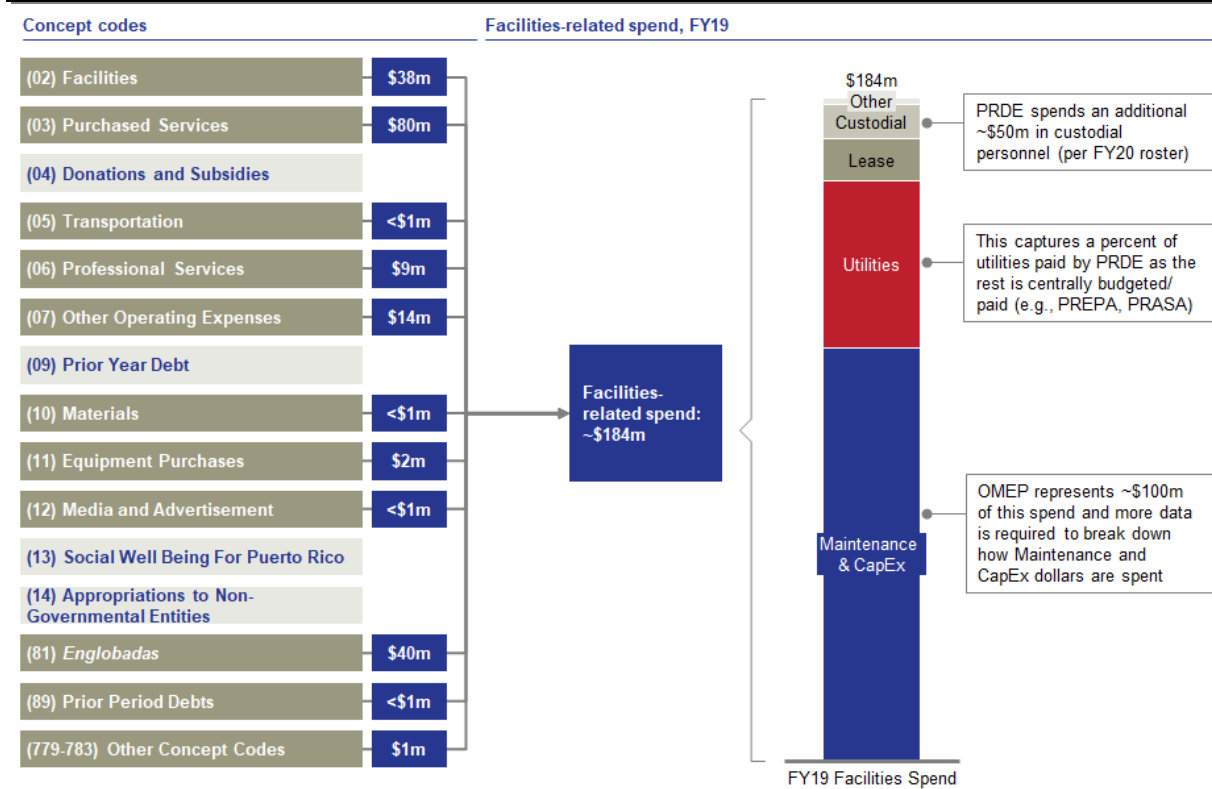 Concept codes
Facilities-related spend, FY19
(02) Facilities
$38m
(03) Purchased Services
$80m
(04) Donations and Subsidies
(05) Transportation
<$1m
(06) Professional Services
$9m
(07) Other Operating Expenses
$14m
(09) Prior Year Debt
(10) Materials
<$1m
(11) Equipment Purchases
$2m
(12) Media and Advertisement
<$1m
(13) Social Well Being For Puerto Rico
(14) Appropriations to Non-
Governmental Entities
(81) Englobadas
$40m
(89) Prior Period Debts
<$1m
(779-783) Other Concept Codes
$1m
Facilities-
related spend:
~$184m
$184m
Other
Custodial
Lease
Utilities
Maintenance
& CapEx
FY19 Facilities Spend
PRDE spends an additional
~$50m in custodial
personnel (per FY20 roster)
This captures a percent of
utilities paid by PRDE as the
rest is centrally budgeted/
paid (e.g., PREPA, PRASA)
OMEP represents ~$100m
of this spend and more data
is required to break down
how Maintenance and
CapEx dollars are spent